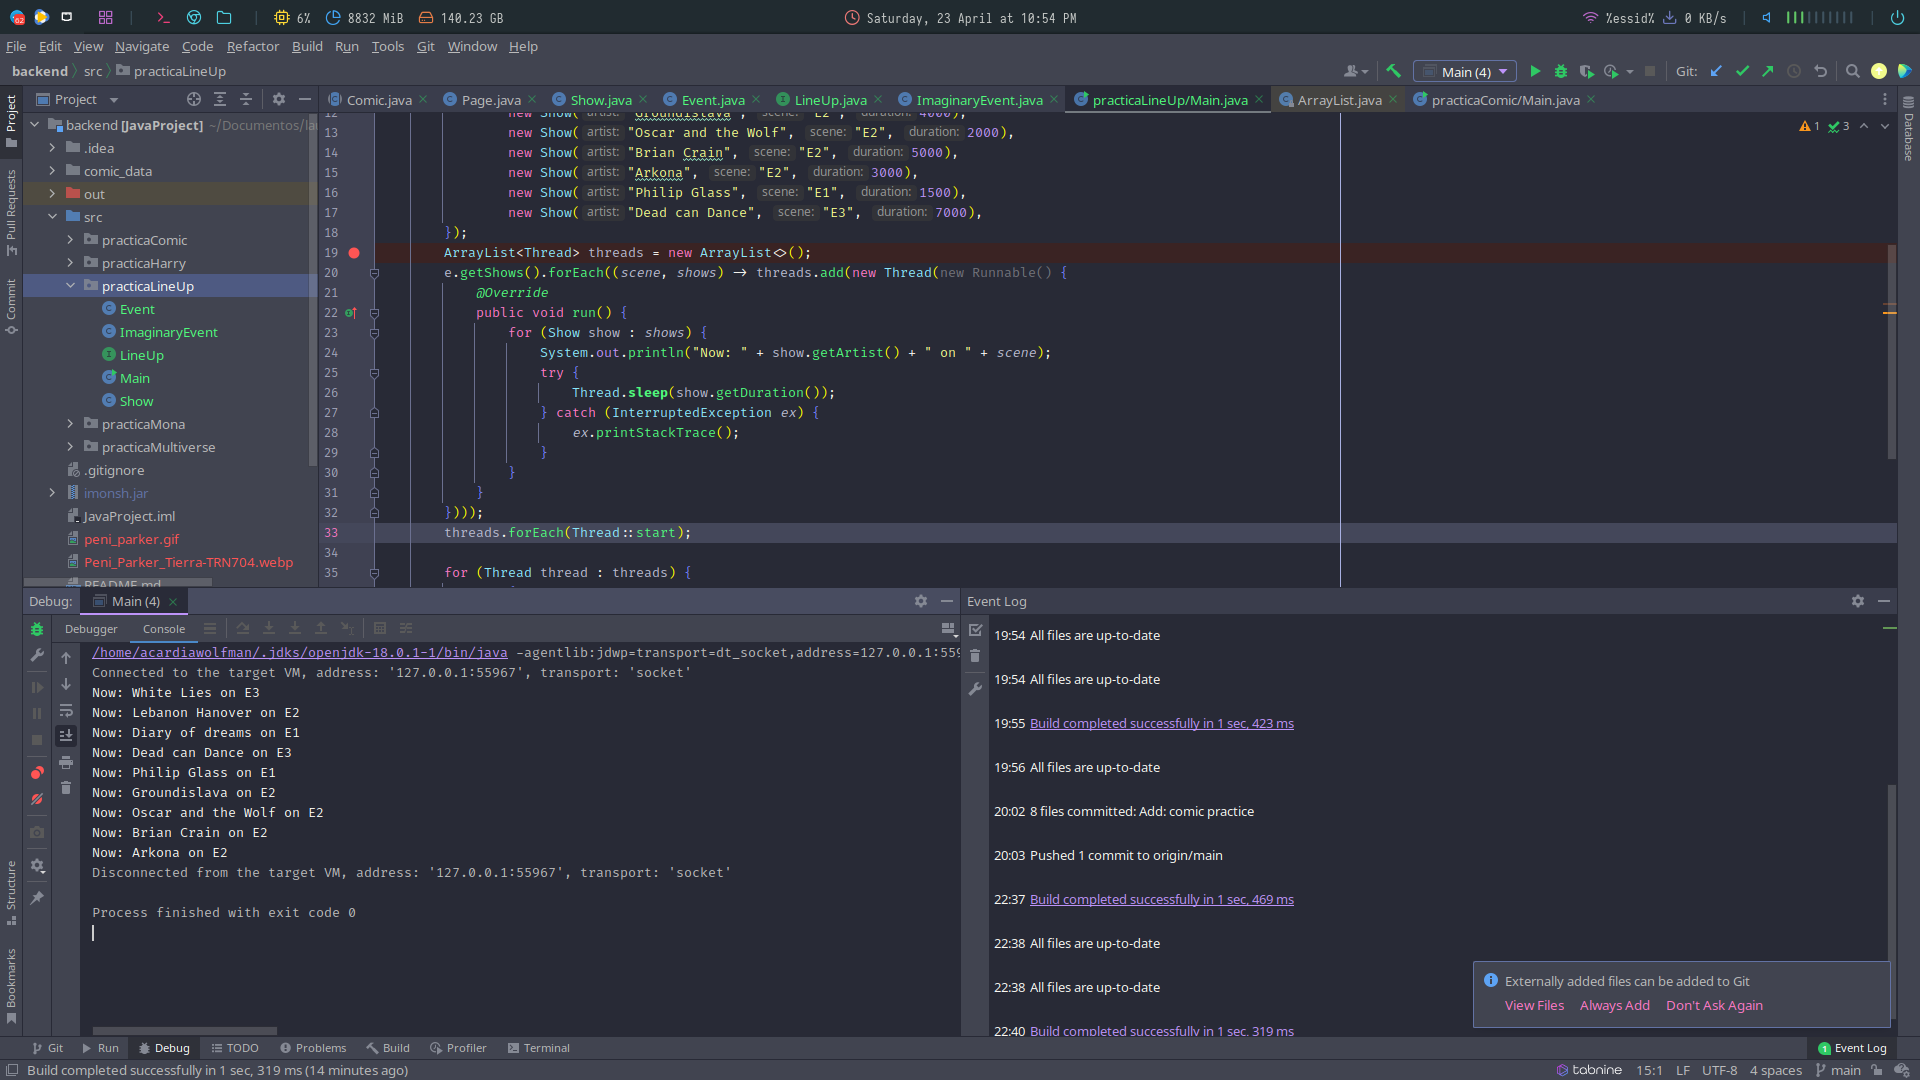 62 6% 8832 MiB 140.23 GB Saturday, 23 April at 10:54 PM %essid% 0 KB/s
File Edit View Navigate Code Refactor Build Run Tools Git Window Help
backend src practicaLineUp Main (4) Git:
Project
Comic.java Page.java Show.java Event.java LineUp.java ImaginaryEvent.java practicaLineUp/Main.java ArrayList.java practicaComic/Main.java
Project
Pull Requests
Commit
Structure
Bookmarks
Database
backend [JavaProject] ~/Documentos/la
.idea
comic_data
out
src
practicaComic
practicaHarry
practicaLineUp
Event
ImaginaryEvent
LineUp
Main
Show
practicaMona
practicaMultiverse
.gitignore
imonsh.jar
JavaProject.iml
peni_parker.gif
Peni_Parker_Tierra-TRN704.webp
README.md
1 3
12 new Show( artist: "Groundislava", scene: "E2", duration: 4000),
13 new Show( artist: "Oscar and the Wolf", scene: "E2", duration: 2000),
14 new Show( artist: "Brian Crain", scene: "E2", duration: 5000),
15 new Show( artist: "Arkona", scene: "E2", duration: 3000),
16 new Show( artist: "Philip Glass", scene: "E1", duration: 1500),
17 new Show( artist: "Dead can Dance", scene: "E3", duration: 7000),
18 });
19 ArrayList<Thread> threads = new ArrayList<>();
20 e.getShows().forEach((scene, shows) -> threads.add(new Thread(new Runnable() {
21 @Override
22 public void run() {
23 for (Show show : shows) {
24 System.out.println("Now: " + show.getArtist() + " on " + scene);
25 try {
26 Thread.sleep(show.getDuration());
27 } catch (InterruptedException ex) {
28 ex.printStackTrace();
29 }
30 }
31 }
32 })));
33 threads.forEach(Thread::start);
34
35 for (Thread thread : threads) {
Debug: Main (4)
Debugger Console
/home/acardiawolfman/.jdks/openjdk-18.0.1-1/bin/java -agentlib:jdwp=transport=dt_socket,address=127.0.0.1:559
Connected to the target VM, address: '127.0.0.1:55967', transport: 'socket'
Now: White Lies on E3
Now: Lebanon Hanover on E2
Now: Diary of dreams on E1
Now: Dead can Dance on E3
Now: Philip Glass on E1
Now: Groundislava on E2
Now: Oscar and the Wolf on E2
Now: Brian Crain on E2
Now: Arkona on E2
Disconnected from the target VM, address: '127.0.0.1:55967', transport: 'socket'
Process finished with exit code 0
Event Log
19:54 All files are up-to-date
19:54 All files are up-to-date
19:55 Build completed successfully in 1 sec, 423 ms
19:56 All files are up-to-date
20:02 8 files committed: Add: comic practice
20:03 Pushed 1 commit to origin/main
22:37 Build completed successfully in 1 sec, 469 ms
22:38 All files are up-to-date
22:38 All files are up-to-date
22:40 Build completed successfully in 1 sec, 319 ms
Externally added files can be added to Git
View Files Always Add Don't Ask Again
Git Run Debug TODO Problems Build Profiler Terminal 1 Event Log
Build completed successfully in 1 sec, 319 ms (14 minutes ago) tabnine 15:1 LF UTF-8 4 spaces main